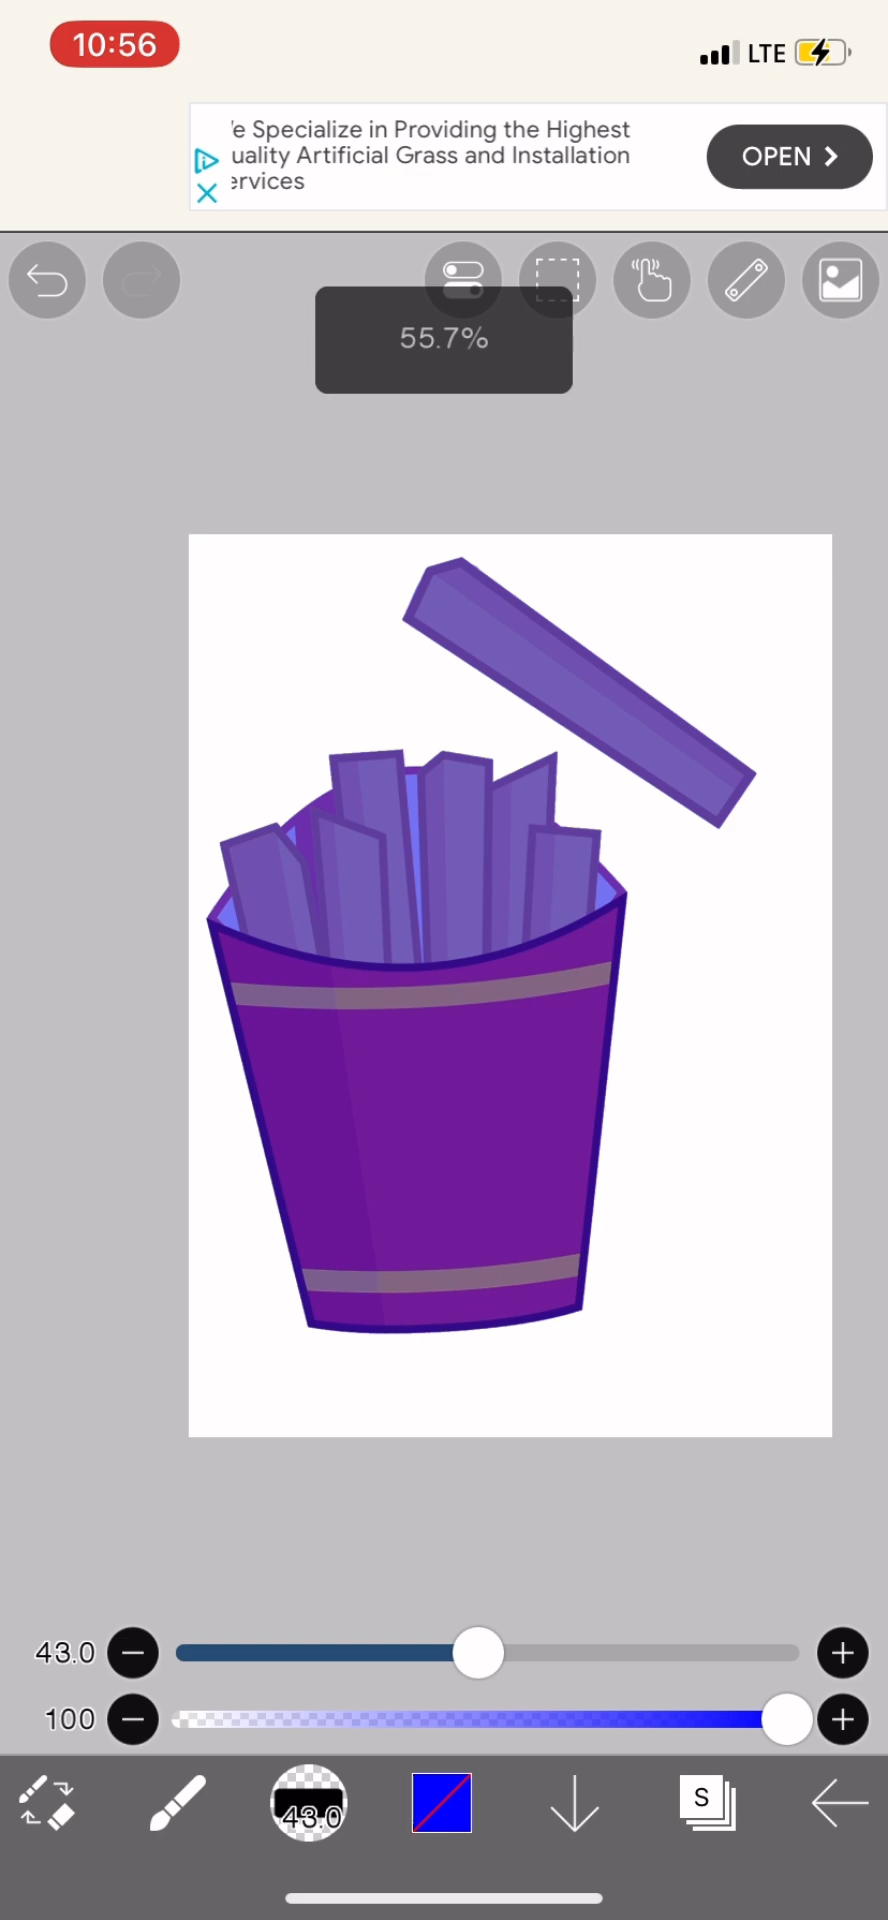 10:56
LTE
'e Specialize in Providing the Highest
uality Artificial Grass and Installation
ervices
OPEN
55.7%
43.0
100
43.0
S